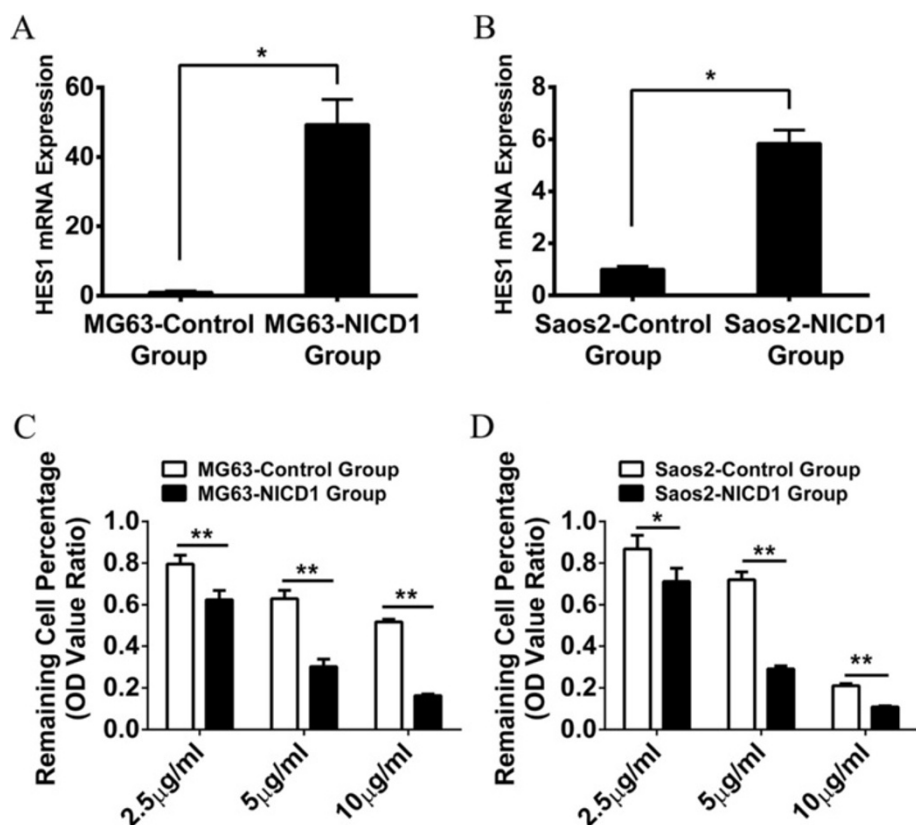 A
HES1 mRNA Expression
60
40
20
0
*
MG63-Control
Group
MG63-NICD1
Group
B
HES1 mRNA Expression
8
6
4
2
0
*
Saos2-Control
Group
Saos2-NICD1
Group
C
MG63-Control Group
MG63-NICD1 Group
Remaining Cell Percentage
(OD Value Ratio)
1.0
0.8
0.6
0.4
0.2
0.0
**
**
**
2.5μg/ml
5μg/ml
10μg/ml
D
Saos2-Control Group
Saos2-NICD1 Group
Remaining Cell Percentage
(OD Value Ratio)
1.0
0.8
0.6
0.4
0.2
0.0
*
**
**
2.5μg/ml
5μg/ml
10μg/ml